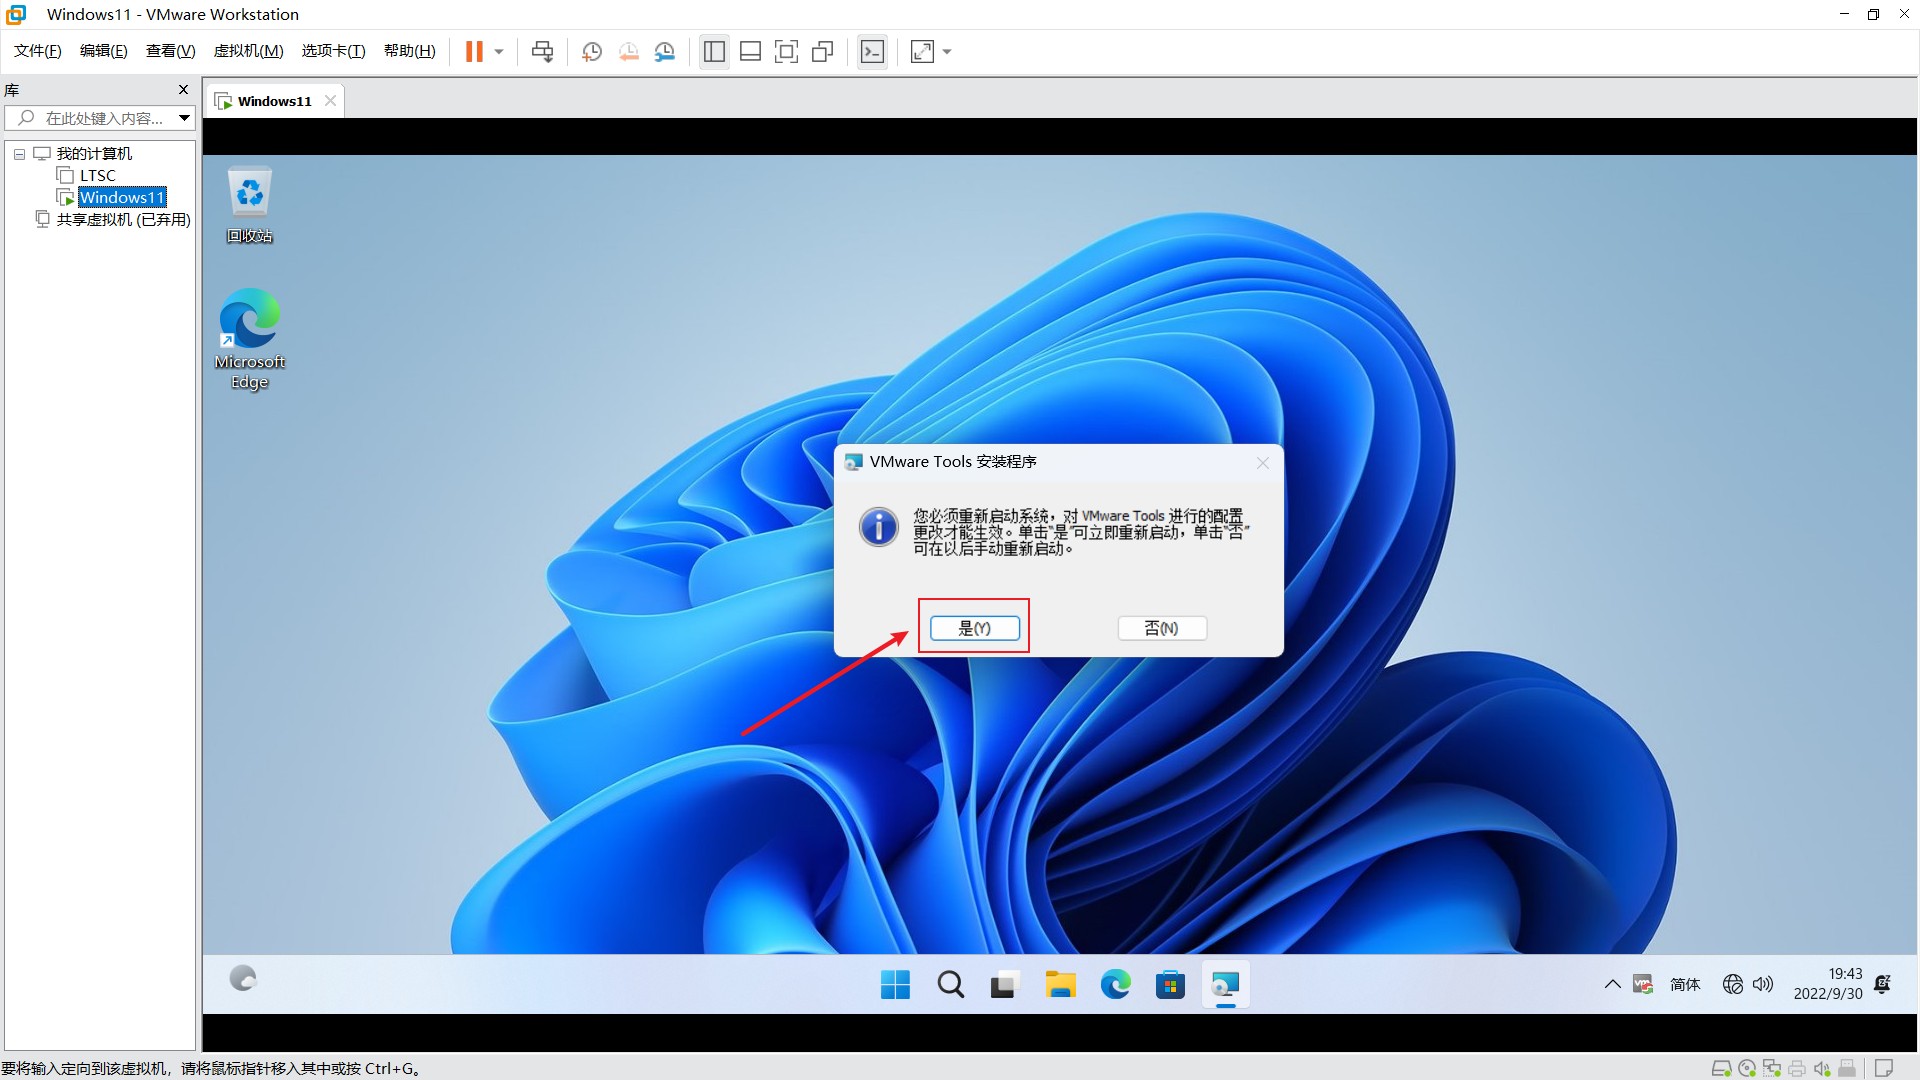 Windows11 - VMware Workstation
文件(F) 编辑(E) 查看(V) 虚拟机(M) 选项卡(T) 帮助(H)
库
Windows11
在此处键入内容...
我的计算机
LTSC
Windows11
共享虚拟机 (已弃用)
回收站
Microsoft
Edge
VMware Tools 安装程序
您必须重新启动系统，对 VMware Tools 进行的配置
更改才能生效。单击“是”可立即重新启动，单击“否”
可在以后手动重新启动。
是(Y) 否(N)
简体
19:43
2022/9/30
要将输入定向到该虚拟机，请将鼠标指针移入其中或按 Ctrl+G。